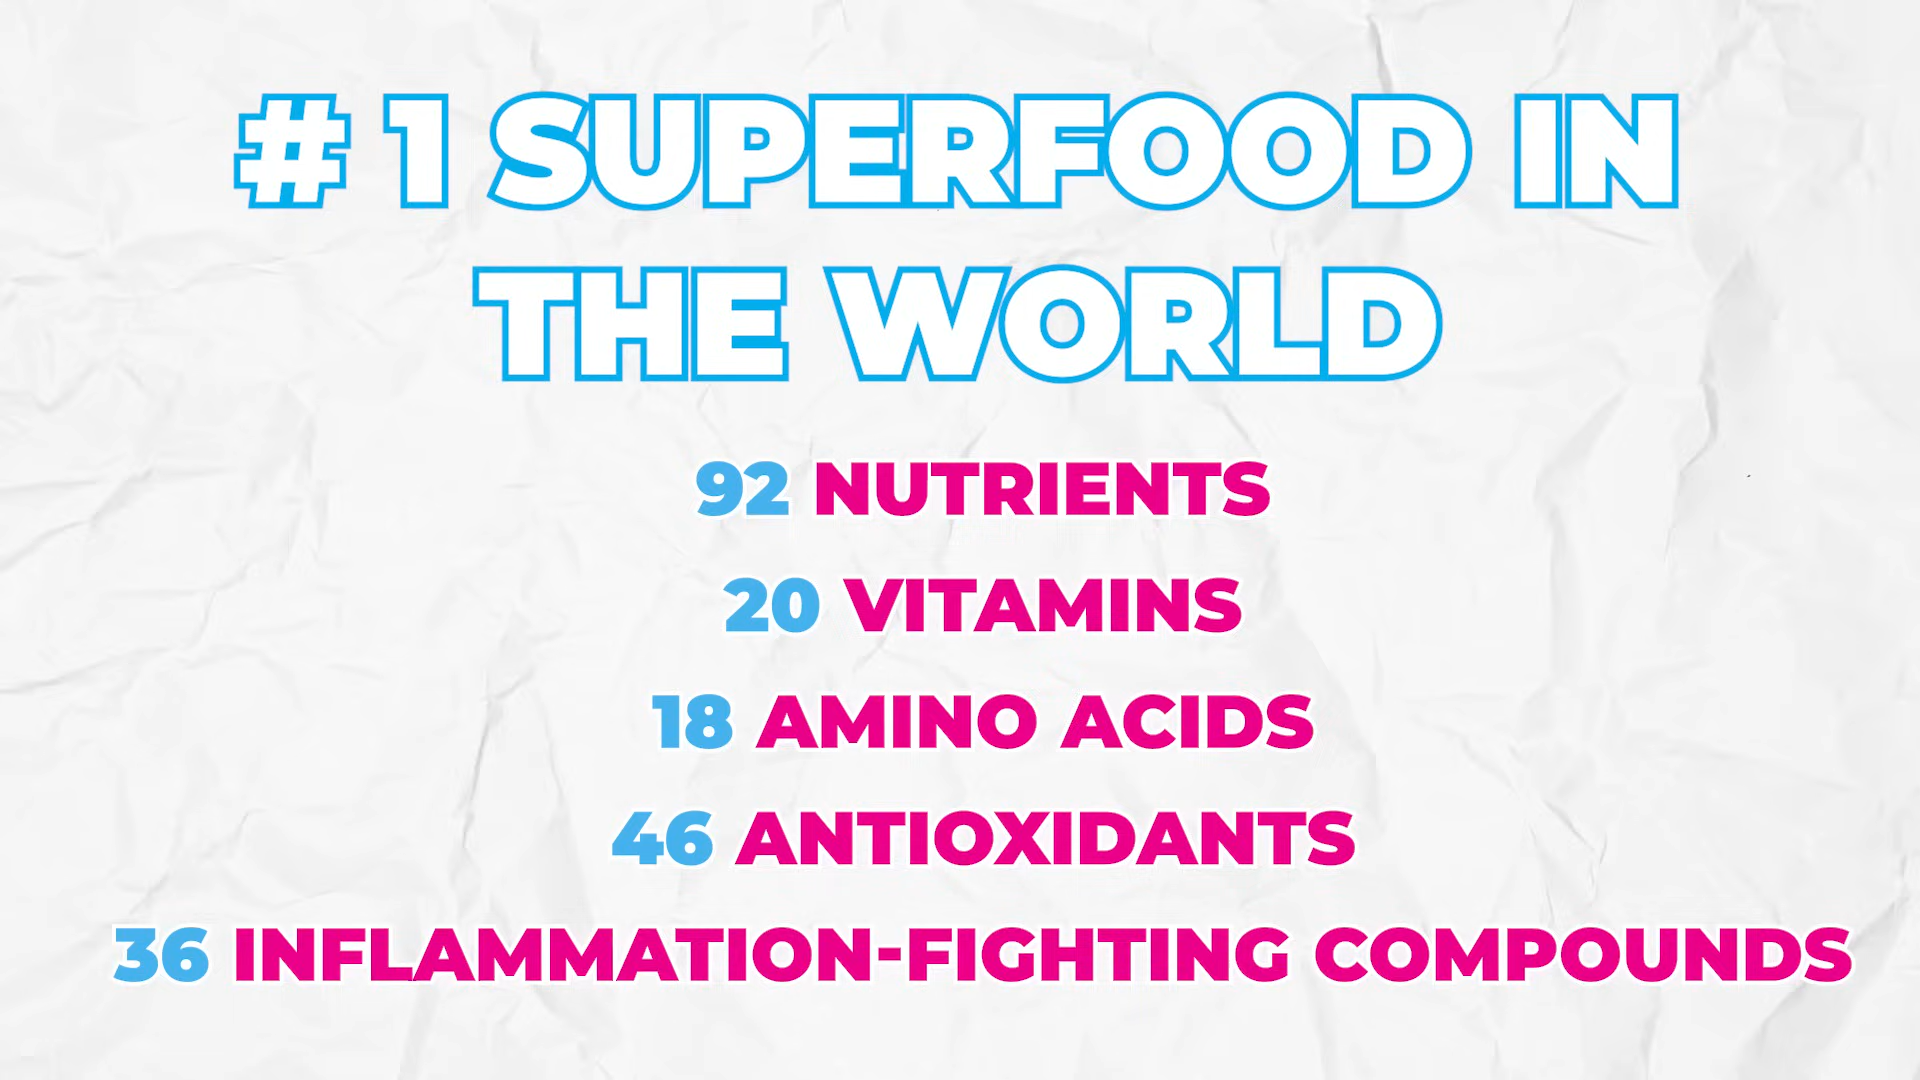 # 1 SUPERFOOD IN
THE WORLD
92 NUTRIENTS
20 VITAMINS
18 AMINO ACIDS
46 ANTIOXIDANTS
36 INFLAMMATION-FIGHTING COMPOUNDS